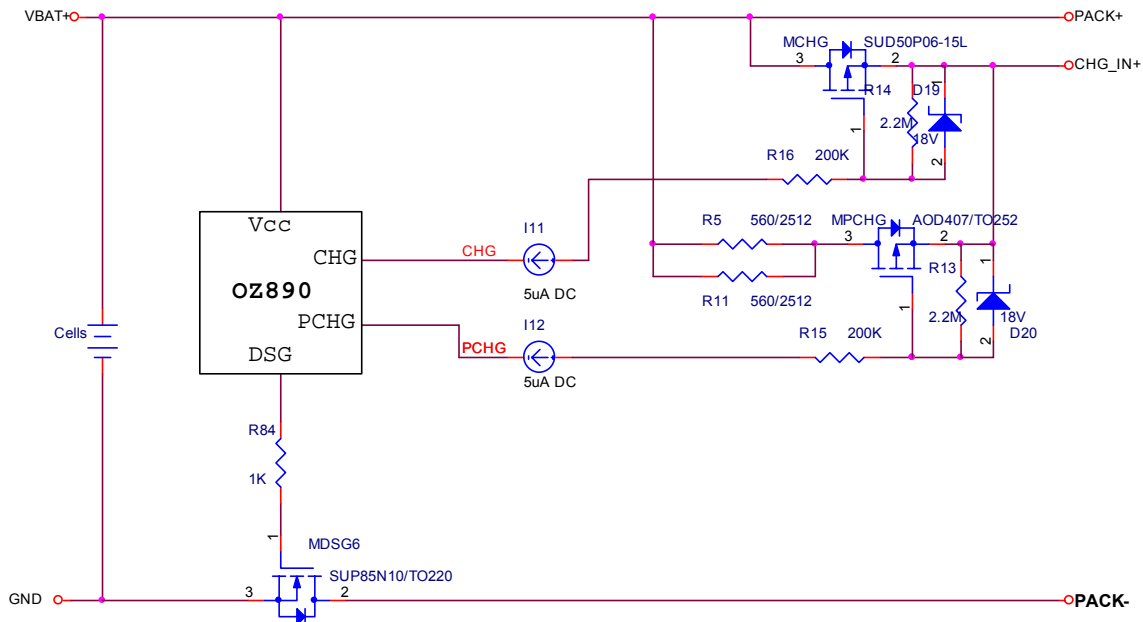 VBAT+
PACK+
MCHG SUD50P06-15L
3
2
CHG_IN+
R14
D19
1
2.2M
18V
1
2
R16 200K
Vcc
CHG
OZ890
PCHG
DSG
CHG
I11
5uA DC
PCHG
I12
5uA DC
R5 560/2512
MPCHG AOD407/TO252
3
2
R11 560/2512
R13
1
2.2M
18V
D20
1
2
R15 200K
Cells
R84
1K
1
MDSG6
SUP85N10/TO220
GND
3
2
PACK-